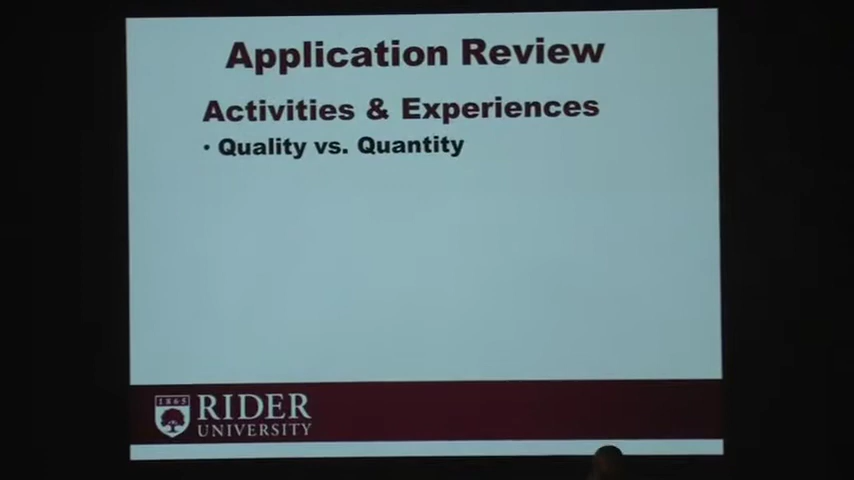 Application Review
Activities & Experiences
• Quality vs. Quantity
1865
RIDER
UNIVERSITY